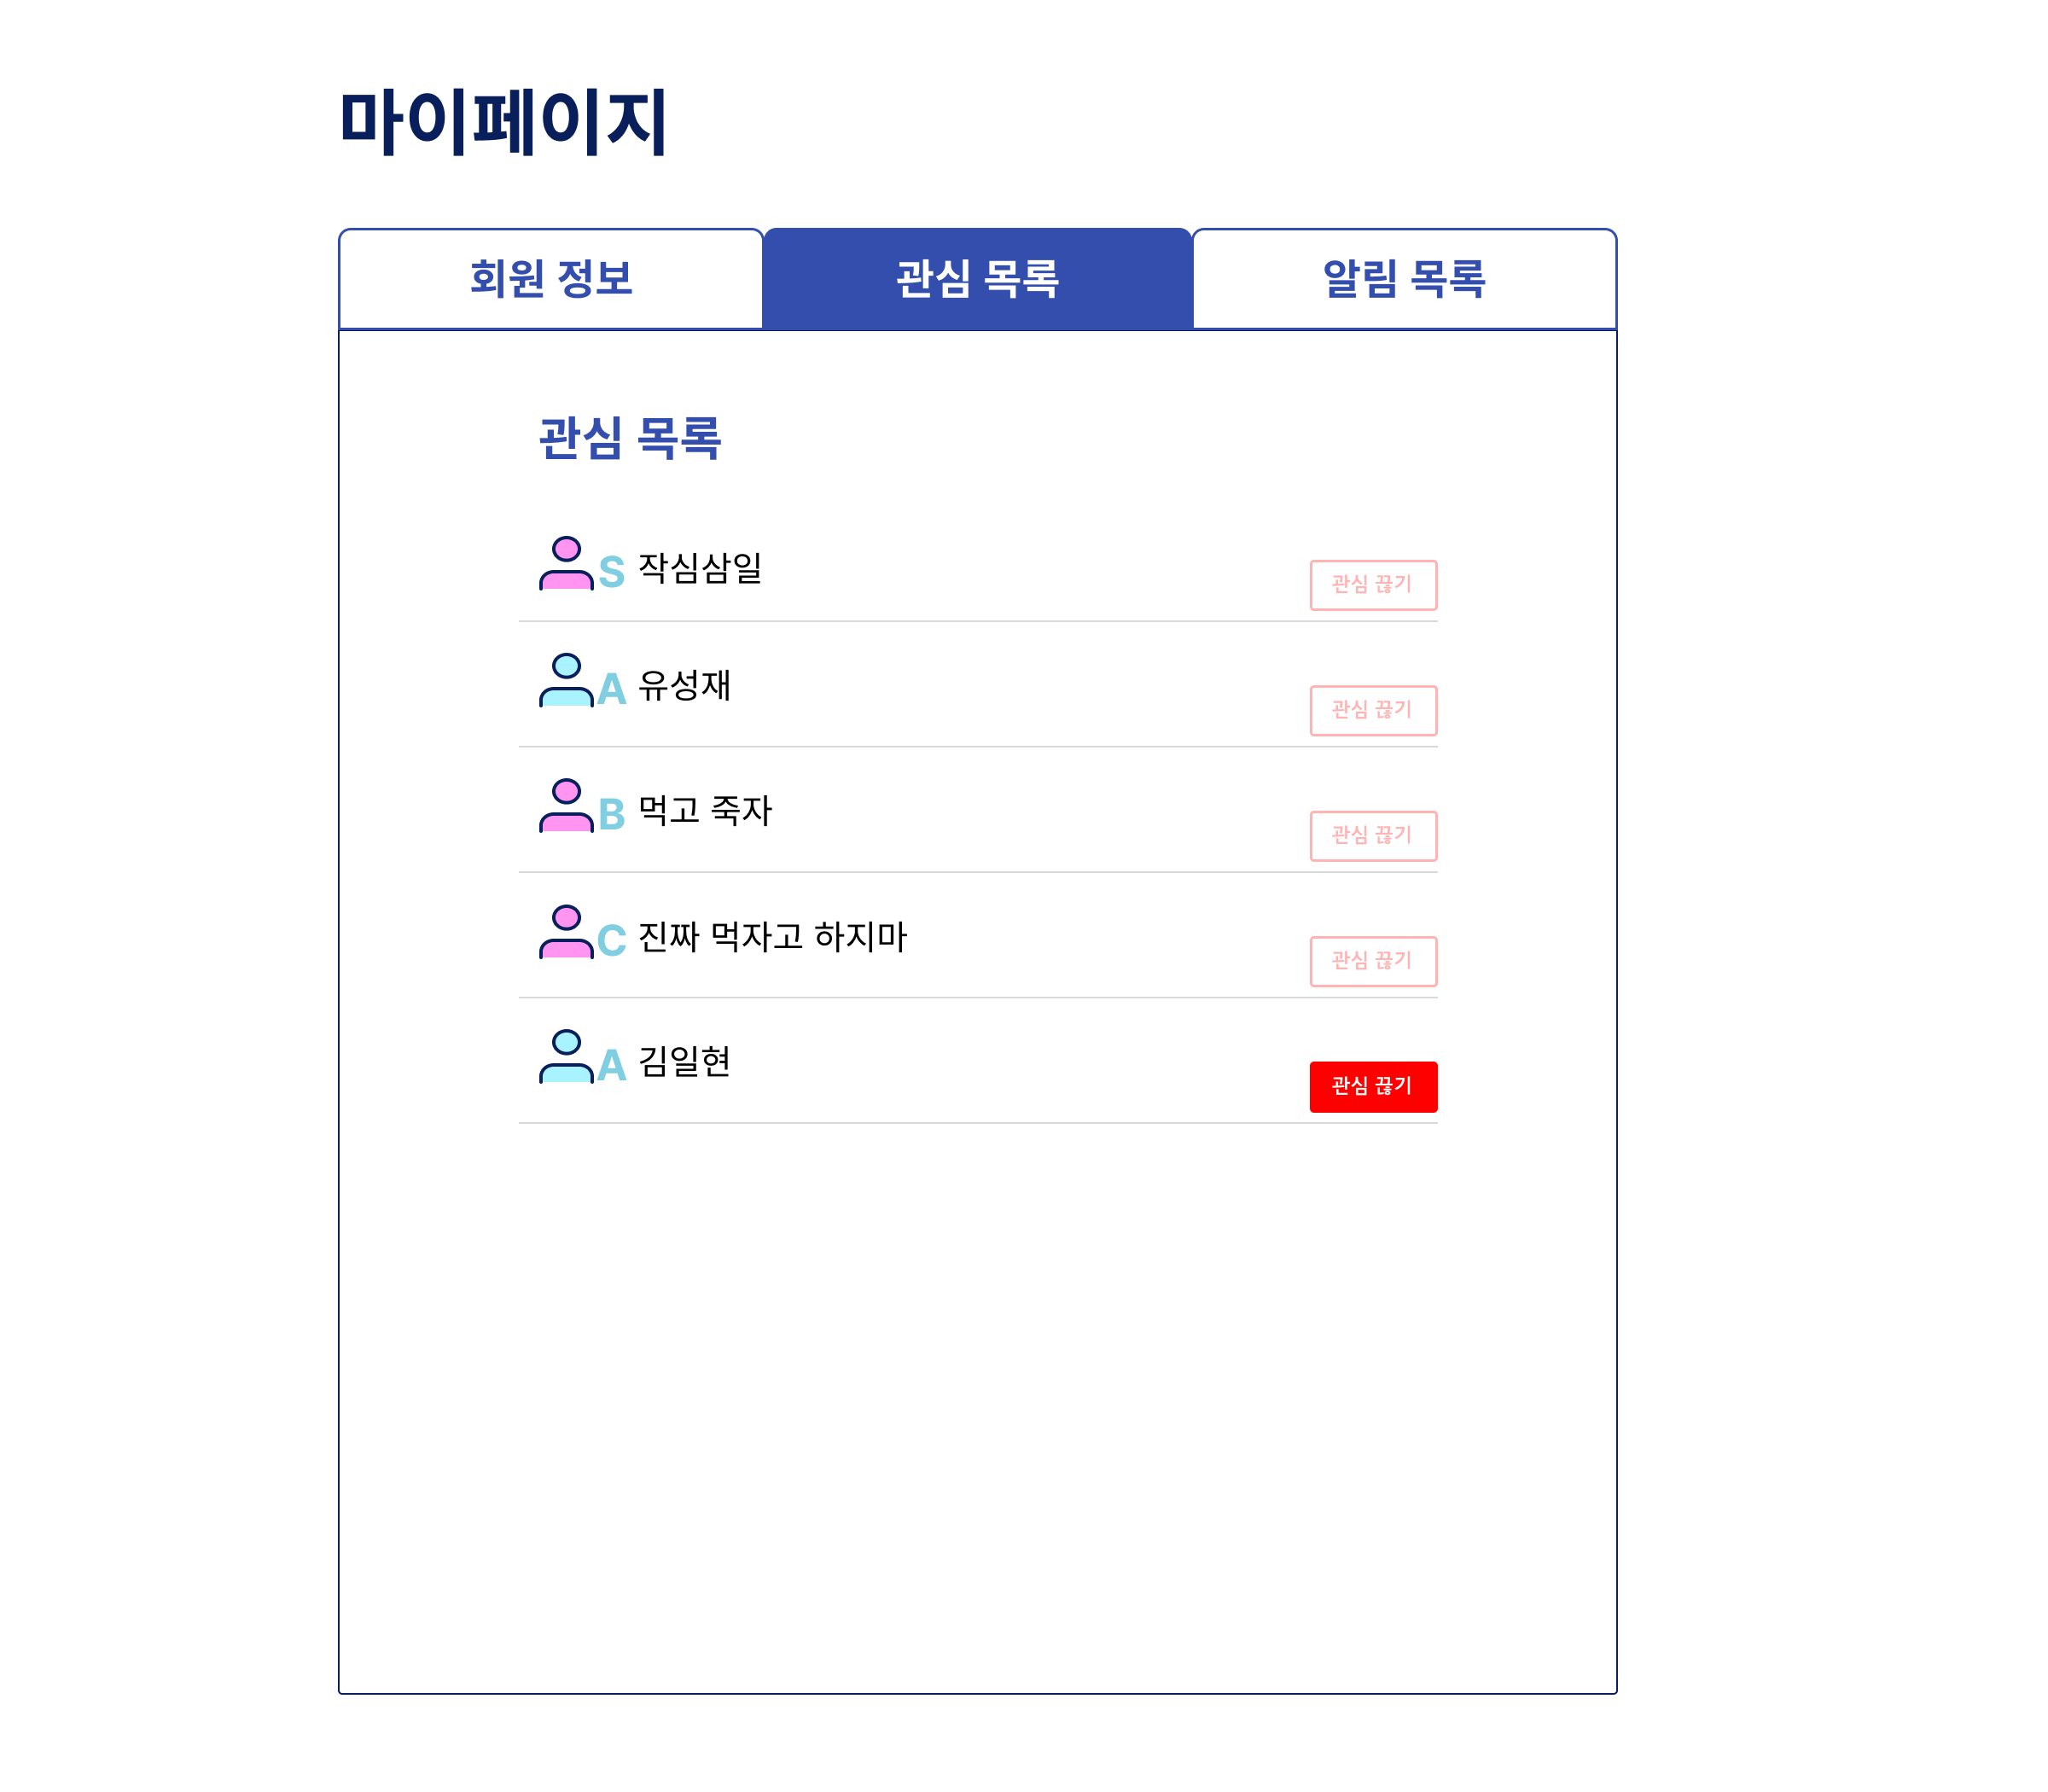 마이페이지
회원 정보 관심 목록 알림 목록
관심 목록
S 작심삼일 관심 끊기
A 유성재 관심 끊기
B 먹고 죽자 관심 끊기
C 진짜 먹자고 하지마 관심 끊기
A 김일현 관심 끊기